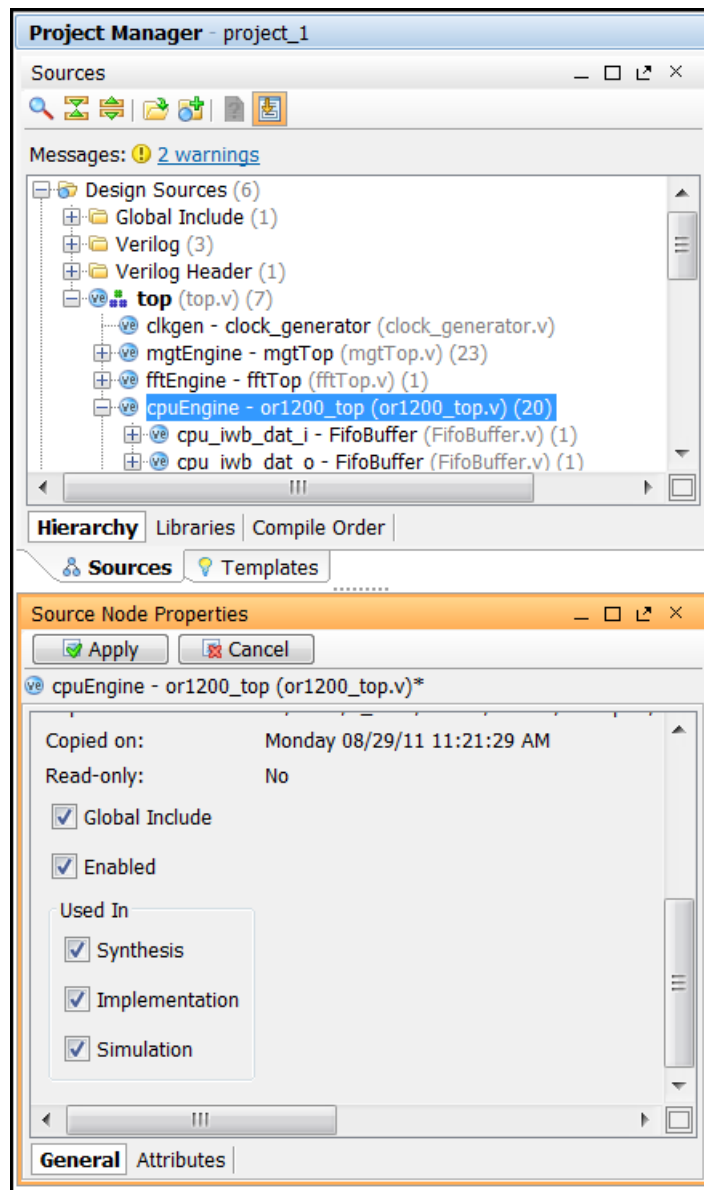 Project Manager - project_1
Sources
Messages: 2 warnings
Design Sources (6)
Global Include (1)
Verilog (3)
Verilog Header (1)
top (top.v) (7)
clkgen - clock_generator (clock_generator.v)
mgtEngine - mgtTop (mgtTop.v) (23)
fftEngine - fftTop (fftTop.v) (1)
cpuEngine - or1200_top (or1200_top.v) (20)
cpu_iwb_dat_i - FifoBuffer (FifoBuffer.v) (1)
cpu_iwb_dat_o - FifoBuffer (FifoBuffer.v) (1)
Hierarchy Libraries Compile Order
Sources Templates
Source Node Properties
Apply Cancel
cpuEngine - or1200_top (or1200_top.v)*
Copied on: Monday 08/29/11 11:21:29 AM
Read-only: No
Global Include
Enabled
Used In
Synthesis
Implementation
Simulation
General Attributes